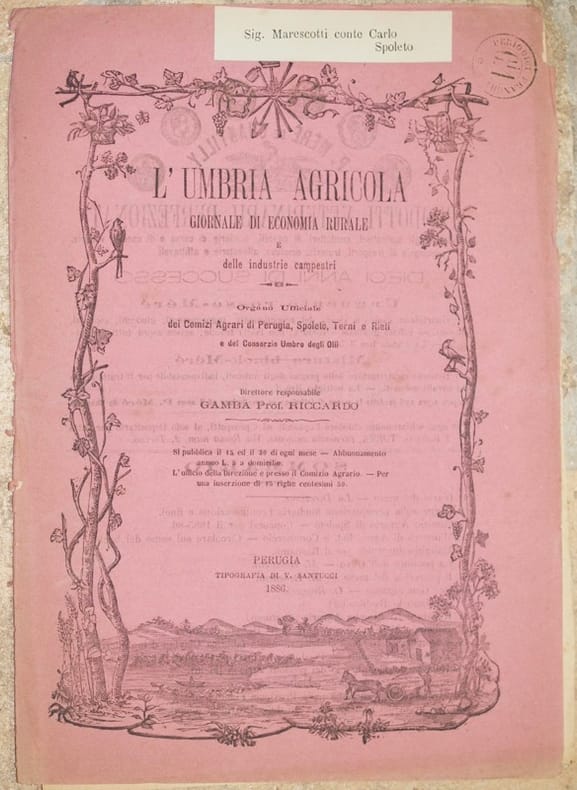 Sig. Marescotti conte Carlo
Spoleto
PERIODICI
L' UMBRIA AGRICOLA
GIORNALE DI ECONOMIA RURALE
E
delle industrie campestri
Organo Ufficiale
dei Comizi Agrari di Perugia, Spoleto, Terni e Rieti
e del Consorzio Umbro degli Olii
Direttore responsabile
GAMBA Prof. RICCARDO
Si pubblica il 15 ed il 30 di ogni mese — Abbuonamento
annuo L. 5 a domicilio.
L' ufficio della Direzione è presso il Comizio Agrario. — Per
una inserzione di 15 righe centesimi 50.
PERUGIA
TIPOGRAFIA DI V. SANTUCCI
1886.